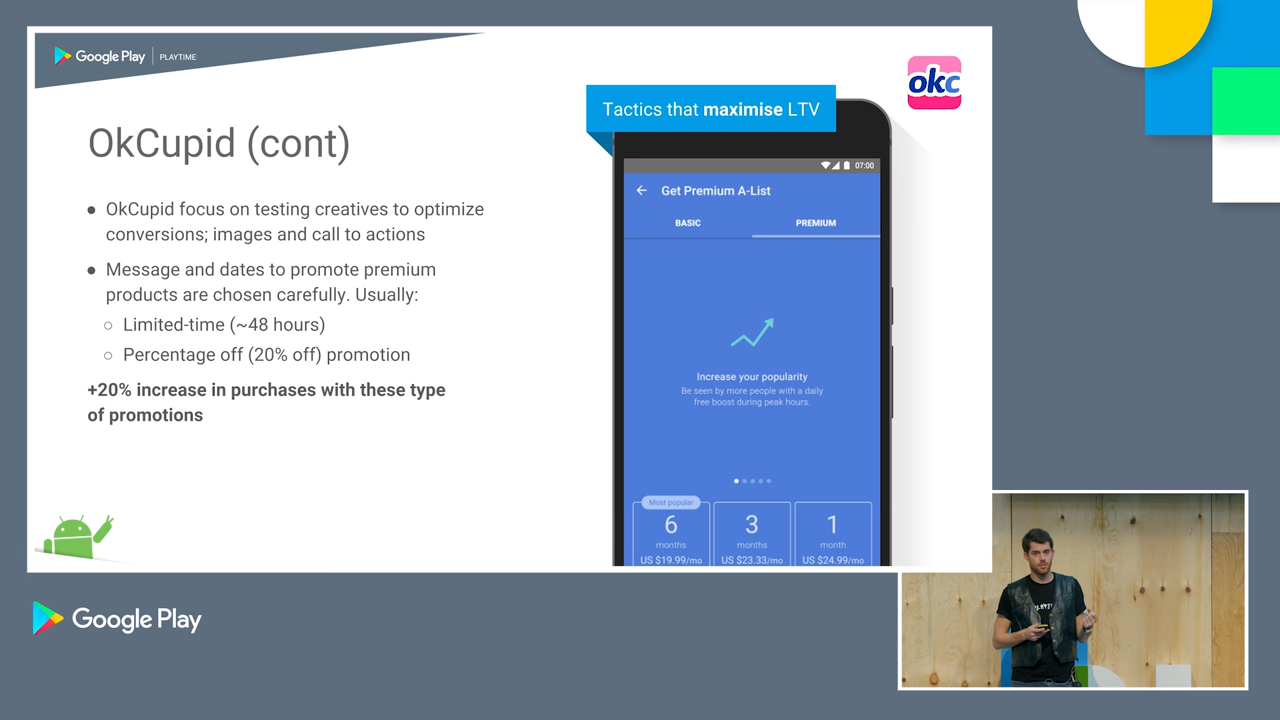 Google Play | PLAYTIME
okc
Tactics that maximise LTV
OkCupid (cont)
● OkCupid focus on testing creatives to optimize
conversions; images and call to actions
● Message and dates to promote premium
products are chosen carefully. Usually:
○ Limited-time (~48 hours)
○ Percentage off (20% off) promotion
+20% increase in purchases with these type
of promotions
07:00
Get Premium A-List
BASIC PREMIUM
Increase your popularity
Be seen by more people with a daily
free boost during peak hours.
Most popular
6 3 1
months months month
US $19.99/mo US $23.33/mo US $24.99/mo
Google Play